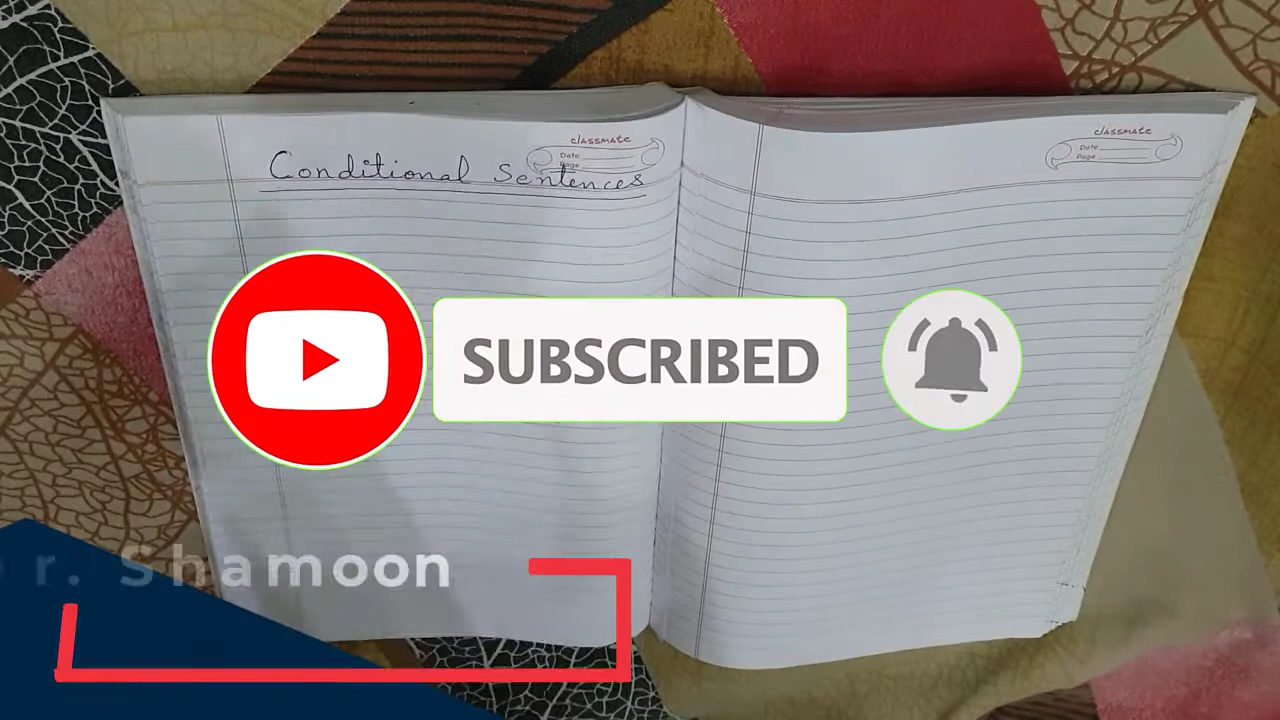 classmate
Date
Page
Conditional Sentences
classmate
Date
Page
SUBSCRIBED
r. Shamoon